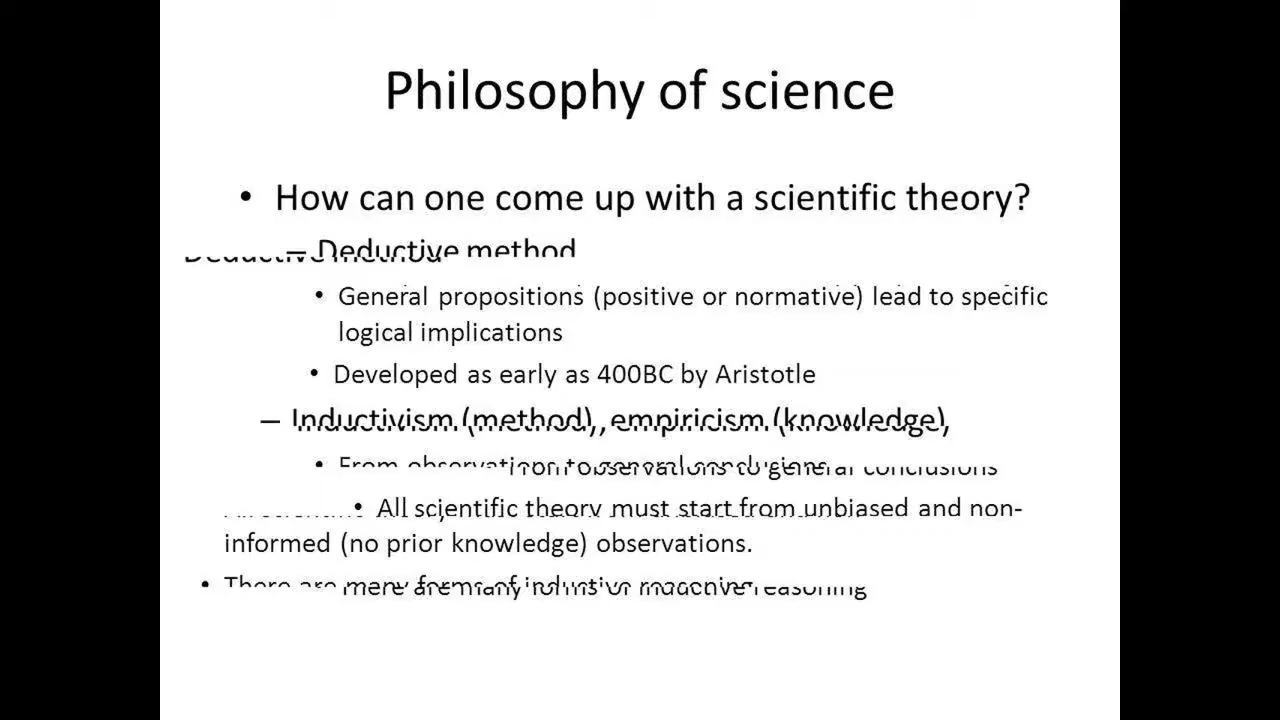 Philosophy of science
• How can one come up with a scientific theory?
– Deductive method
• General propositions (positive or normative) lead to specific
logical implications
• Developed as early as 400BC by Aristotle
– Inductivism (method), empiricism (knowledge),
• From observations to general conclusions
• All scientific theory must start from unbiased and non-
informed (no prior knowledge) observations.
• There are many forms of inductive reasoning